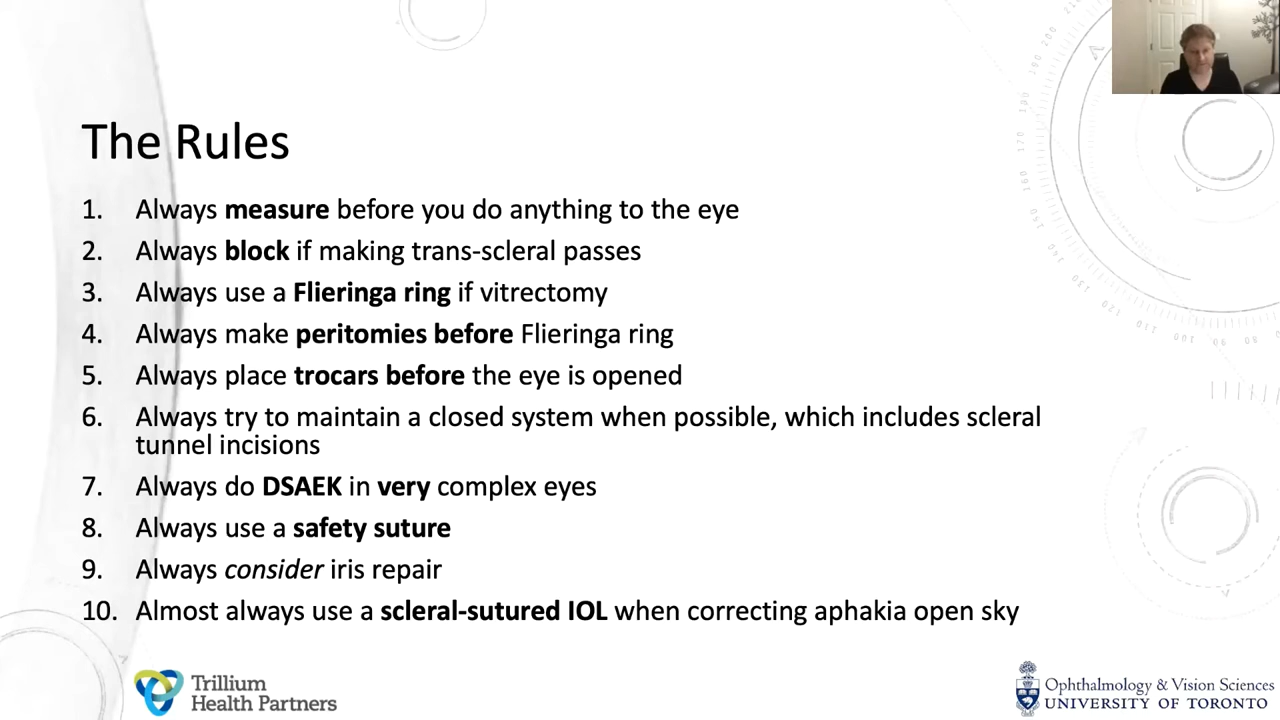 The Rules
1. Always measure before you do anything to the eye
2. Always block if making trans-scleral passes
3. Always use a Flieringa ring if vitrectomy
4. Always make peritomies before Flieringa ring
5. Always place trocars before the eye is opened
6. Always try to maintain a closed system when possible, which includes scleral
tunnel incisions
7. Always do DSAEK in very complex eyes
8. Always use a safety suture
9. Always consider iris repair
10. Almost always use a scleral-sutured IOL when correcting aphakia open sky
Trillium
Health Partners
Ophthalmology & Vision Sciences
UNIVERSITY OF TORONTO